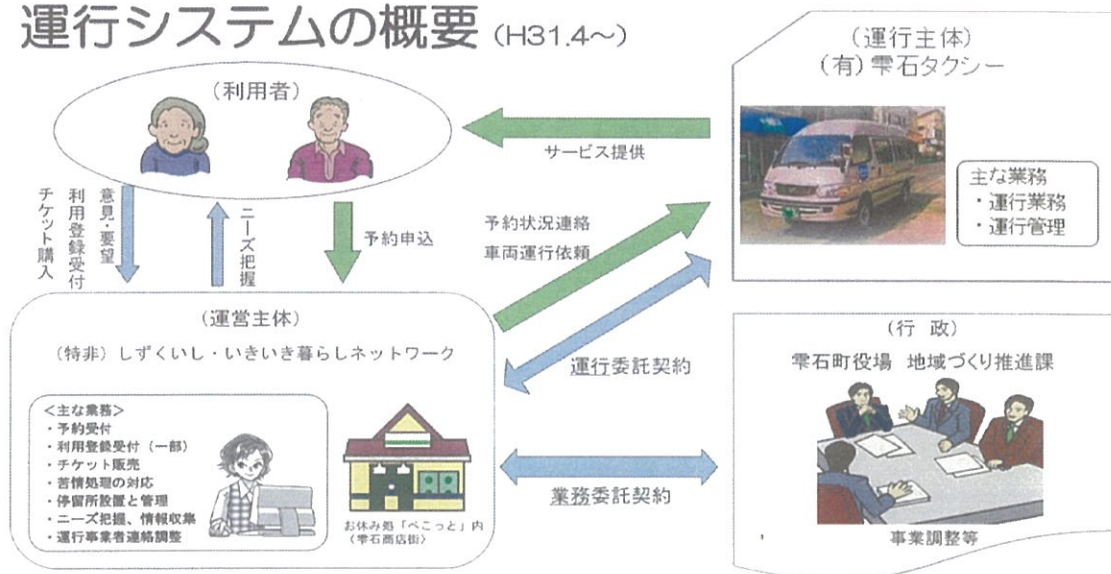 運行システムの概要(H31.4〜)
(利用者)
(運行主体)
(有)雫石タクシー
主な業務
・運行業務
・運行管理
サービス提供
チケット購入
利用登録受付
意見・要望
ニーズ把握
予約申込
予約状況連絡
車両運行依頼
(運営主体)
(特非)しずくいし・いきいき暮らしネットワーク
<主な業務>
・予約受付
・利用登録受付(一部)
・チケット販売
・苦情処理の対応
・停留所設置と管理
・ニーズ把握、情報収集
・運行事業者連絡調整
お休み処「ぺこっと」内
(雫石商店街)
運行委託契約
業務委託契約
(行 政)
雫石町役場 地域づくり推進課
事業調整等